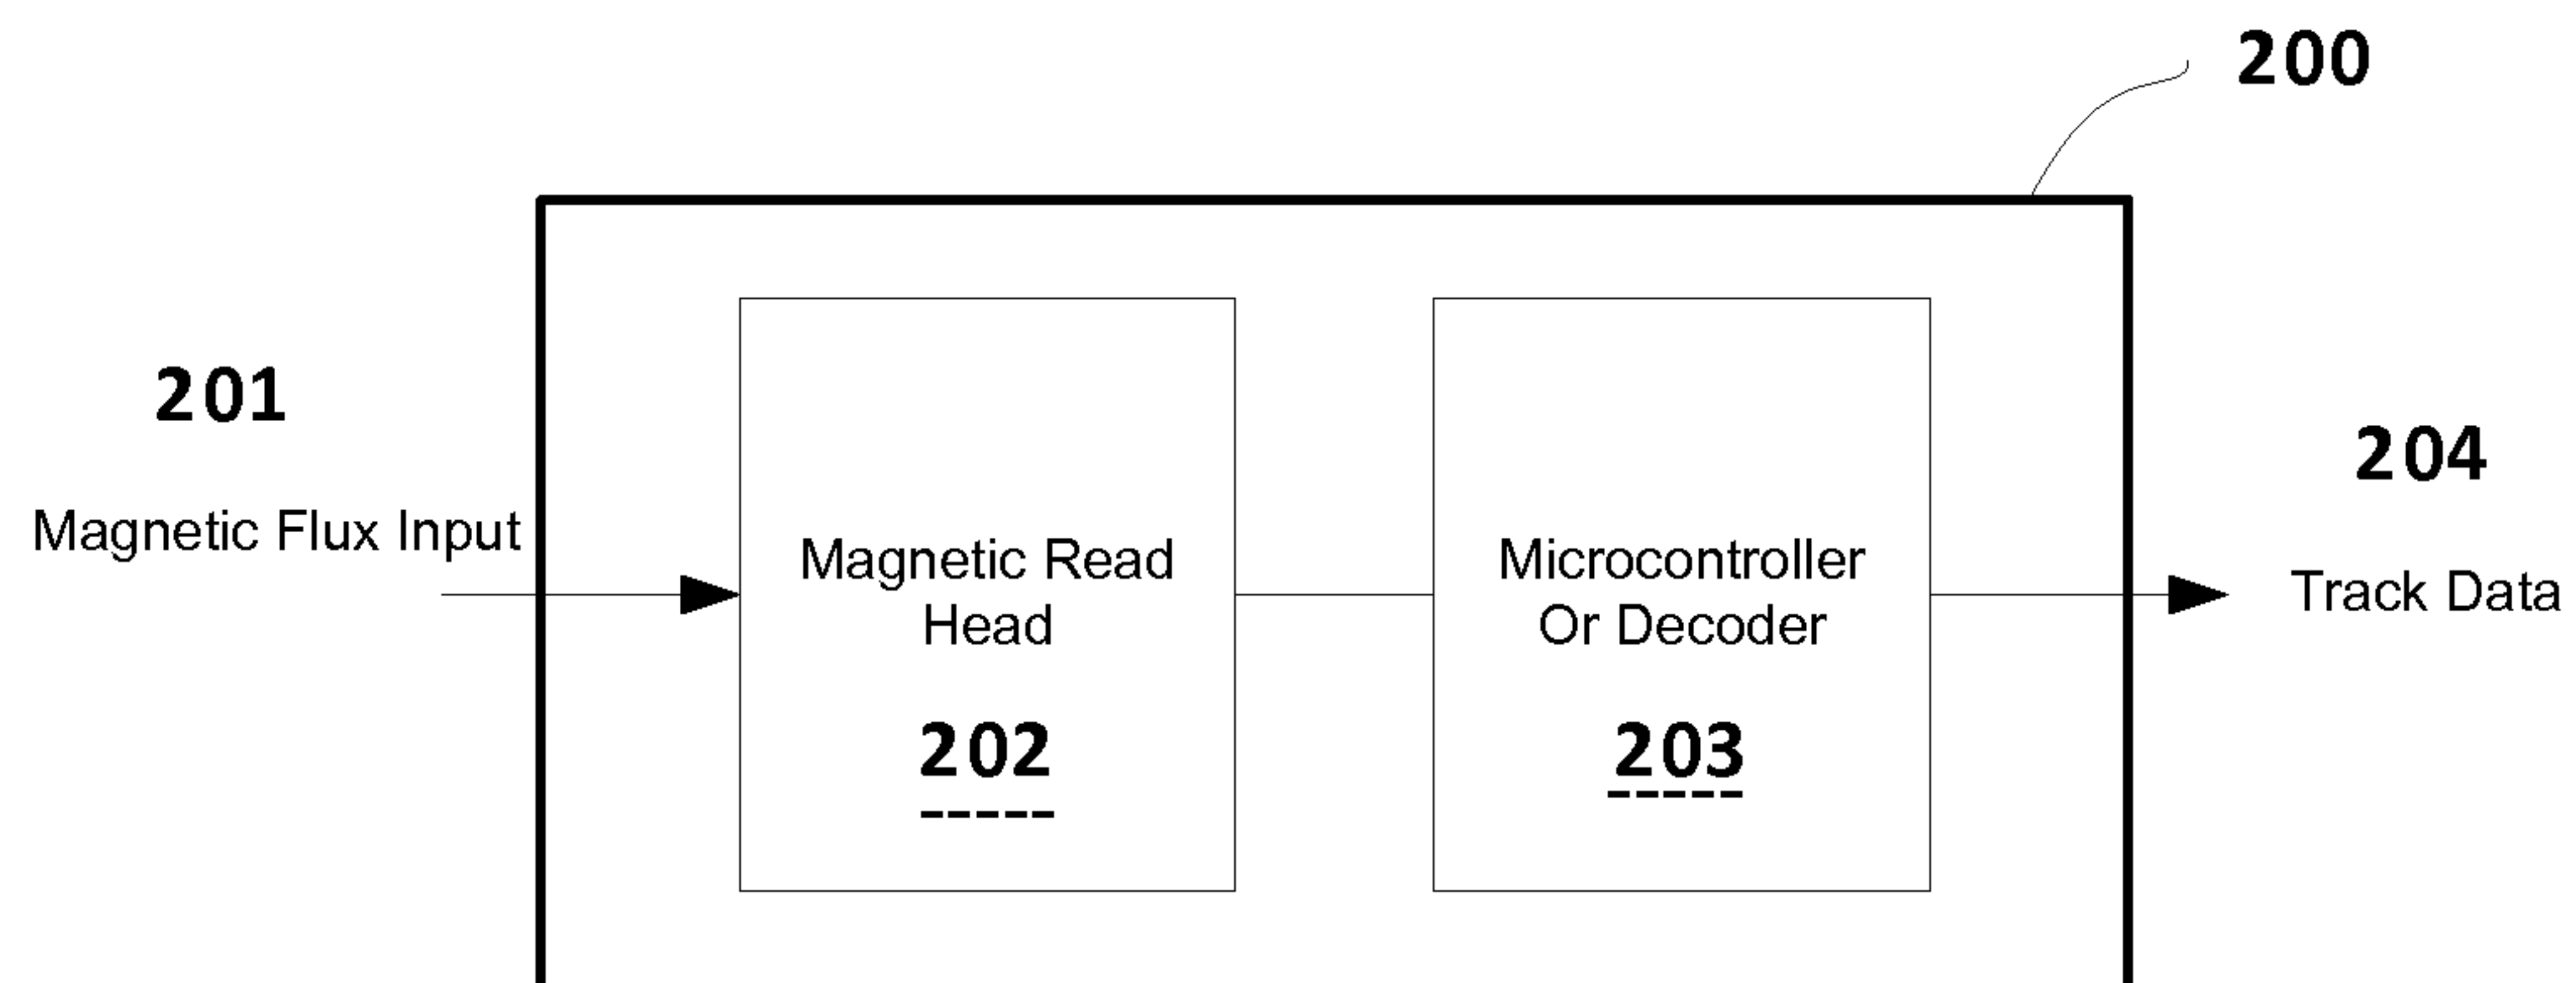 200
201
Magnetic Flux Input
Magnetic Read
Head
202
Microcontroller
Or Decoder
203
204
Track Data